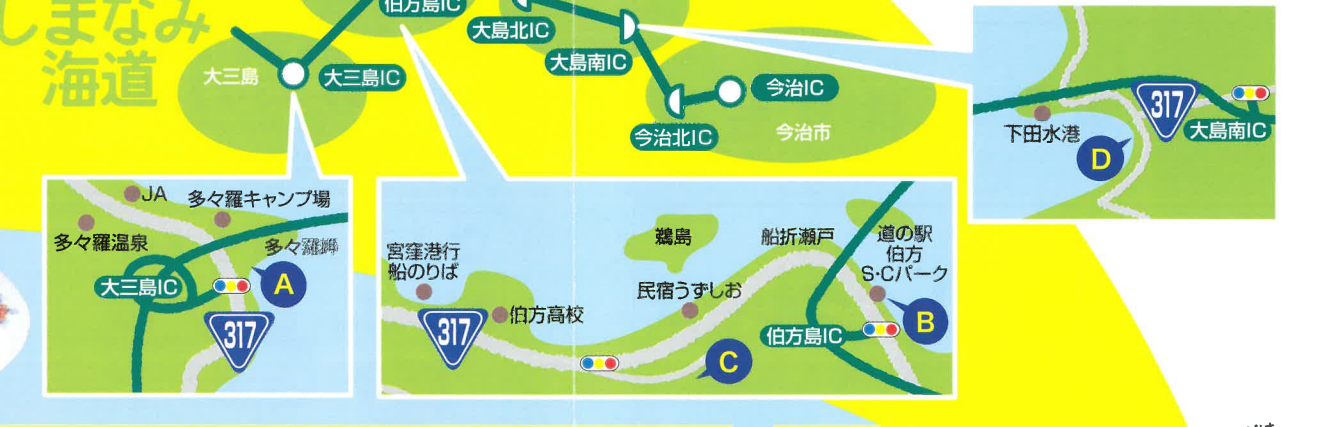 しまなみ
海道
伯方島IC
大島北IC
大島南IC
大三島
大三島IC
今治IC
今治北IC
今治市
317
下田水港
大島南IC
D
JA
多々羅キャンプ場
多々羅温泉
多々羅岬
大三島IC
A
317
宮窪港行
船のりば
鵜島
船折瀬戸
道の駅
伯方
S・Cパーク
民宿うずしお
伯方高校
317
伯方島IC
B
C